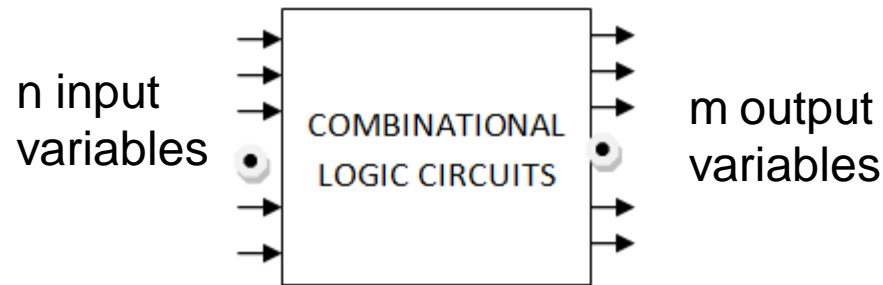 n input
variables
COMBINATIONAL
LOGIC CIRCUITS
m output
variables